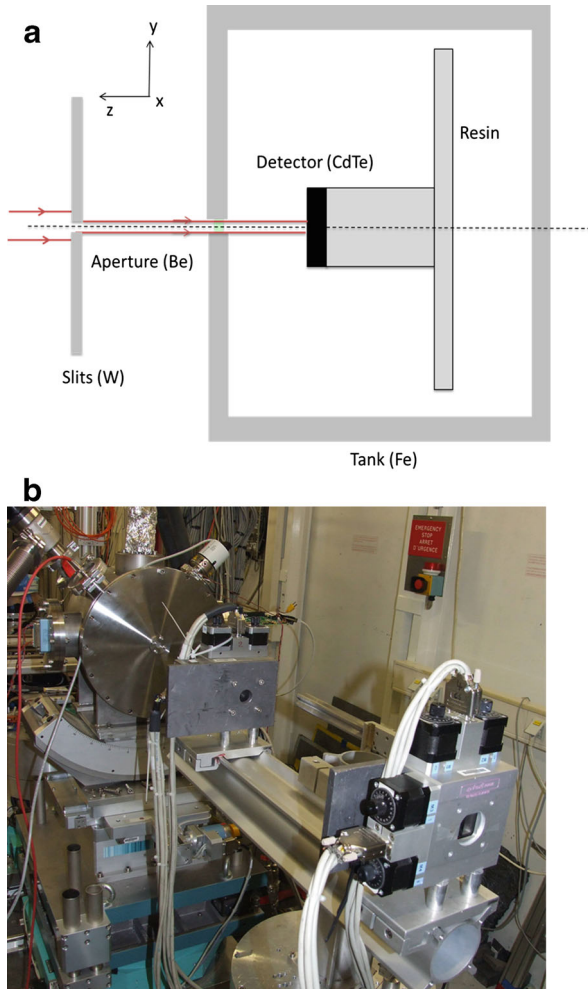 a
y
z
x
Detector (CdTe)
Resin
Aperture (Be)
Slits (W)
Tank (Fe)
b
EMERGENCY
STOP
ARRET
D'URGENCE